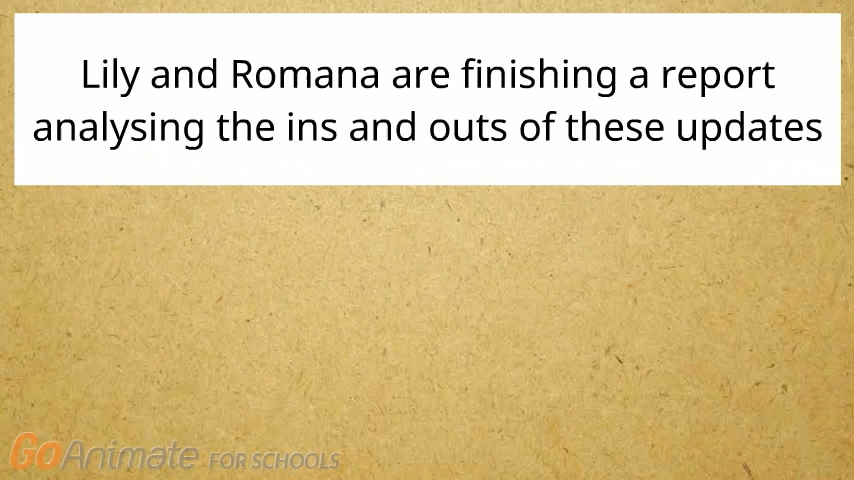 Lily and Romana are finishing a report
analysing the ins and outs of these updates
GoAnimate FOR SCHOOLS